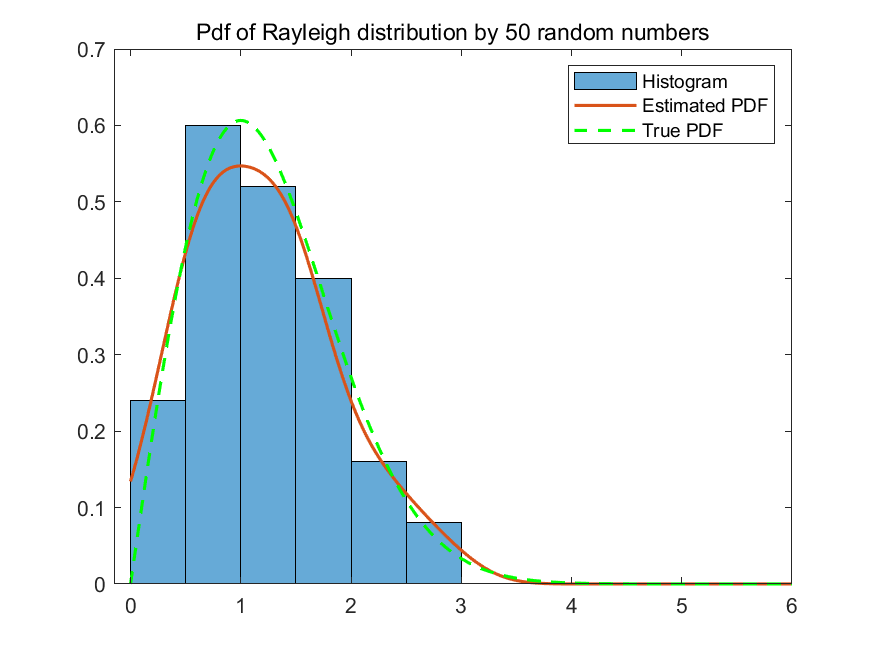 Pdf of Rayleigh distribution by 50 random numbers
0.7
0.6
0.5
0.4
0.3
0.2
0.1
0
Histogram
Estimated PDF
True PDF
0 1 2 3 4 5 6